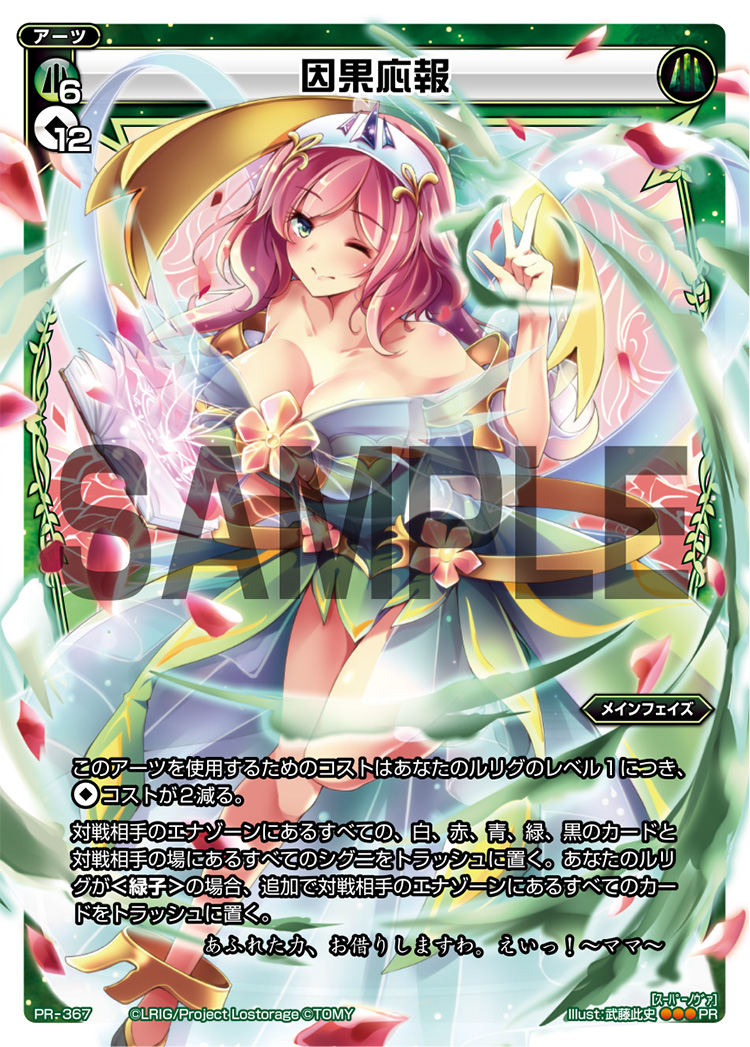 アーツ
因果応報
6
12
SAMPLE
メインフェイズ
このアーツを使用するためのコストはあなたのルリグのレベル1につき、
コストが2減る。
対戦相手のエナゾーンにあるすべての、白、赤、青、緑、黒のカードと
対戦相手の場にあるすべてのシグニをトラッシュに置く。あなたのルリ
グが<緑子>の場合、追加で対戦相手のエナゾーンにあるすべてのカー
ドをトラッシュに置く。
あふれた力、お借りしますわ。えいっ!~ママ~
[スーパーノヴァ]
PR-367 ©LRIG/Project Lostorage ©TOMY Illust:武藤此史 PR